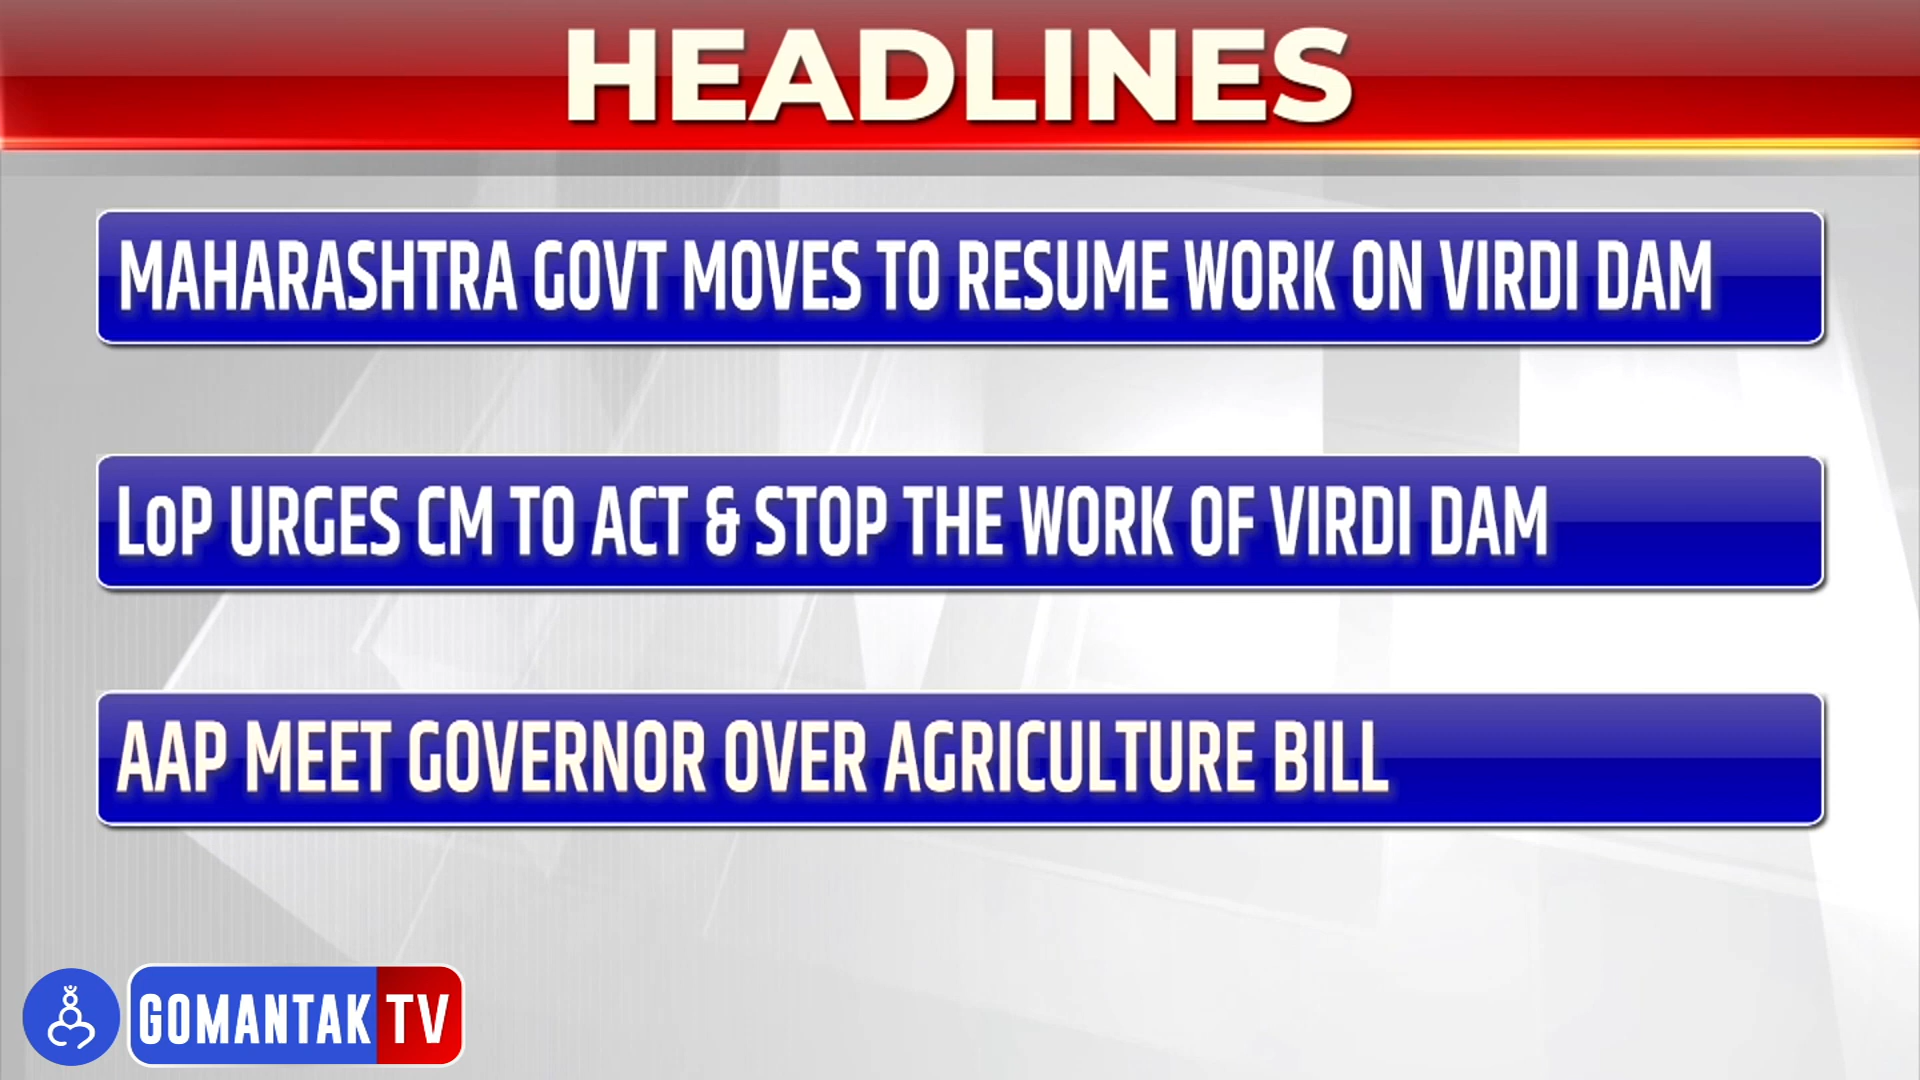 HEADLINES
MAHARASHTRA GOVT MOVES TO RESUME WORK ON VIRDI DAM
LoP URGES CM TO ACT & STOP THE WORK OF VIRDI DAM
AAP MEET GOVERNOR OVER AGRICULTURE BILL
GOMANTAK TV